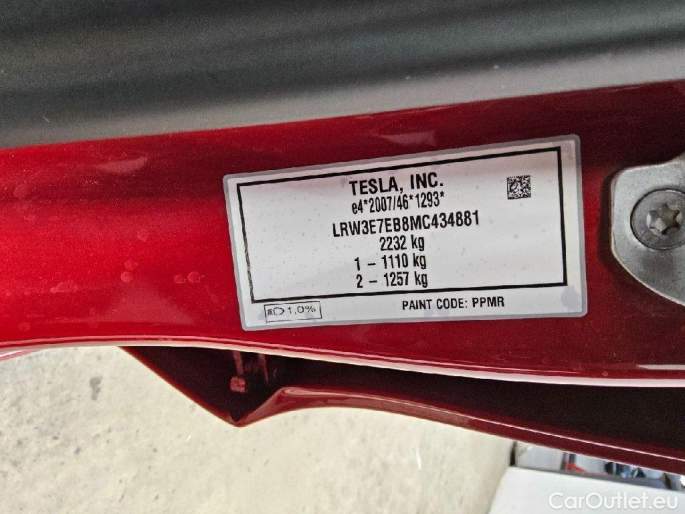 TESLA, INC.
e4*2007/46*1293*
LRW3E7EB8MC434881
2232 kg
1 – 1110 kg
2 – 1257 kg
1,0%
PAINT CODE: PPMR
CarOutlet.eu